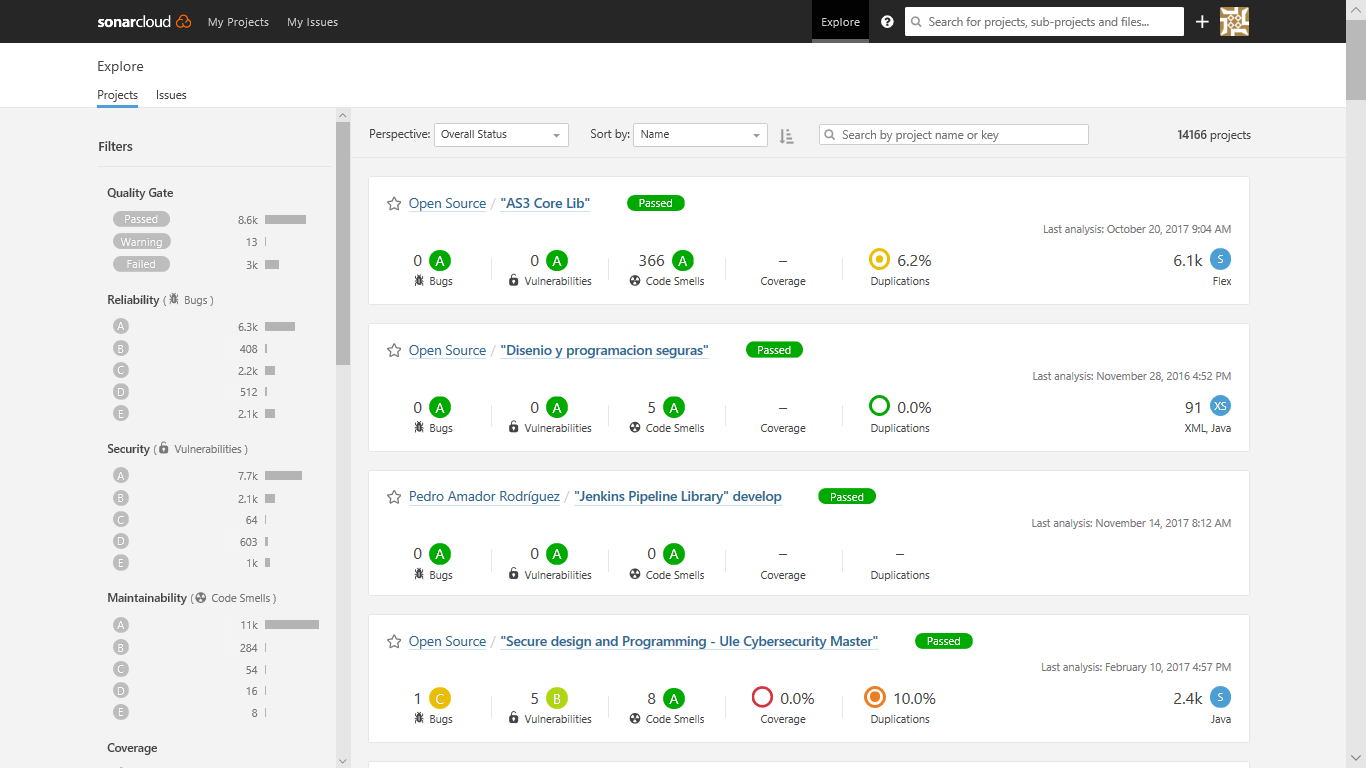 sonarcloud My Projects My Issues Explore Search for projects, sub-projects and files...
Explore
Projects Issues
Filters
Quality Gate
Passed 8.6k
Warning 13
Failed 3k
Reliability ( Bugs )
A 6.3k
B 408
C 2.2k
D 512
E 2.1k
Security ( Vulnerabilities )
A 7.7k
B 2.1k
C 64
D 603
E 1k
Maintainability ( Code Smells )
A 11k
B 284
C 54
D 16
E 8
Coverage
Perspective: Overall Status Sort by: Name Search by project name or key 14166 projects
Open Source / "AS3 Core Lib" Passed
Last analysis: October 20, 2017 9:04 AM
0 A 0 A 366 A – 6.2% 6.1k S
Bugs Vulnerabilities Code Smells Coverage Duplications Flex
Open Source / "Disenio y programacion seguras" Passed
Last analysis: November 28, 2016 4:52 PM
0 A 0 A 5 A – 0.0% 91 XS
Bugs Vulnerabilities Code Smells Coverage Duplications XML, Java
Pedro Amador Rodríguez / "Jenkins Pipeline Library" develop Passed
Last analysis: November 14, 2017 8:12 AM
0 A 0 A 0 A – –
Bugs Vulnerabilities Code Smells Coverage Duplications
Open Source / "Secure design and Programming - Ule Cybersecurity Master" Passed
Last analysis: February 10, 2017 4:57 PM
1 C 5 B 8 A 0.0% 10.0% 2.4k S
Bugs Vulnerabilities Code Smells Coverage Duplications Java